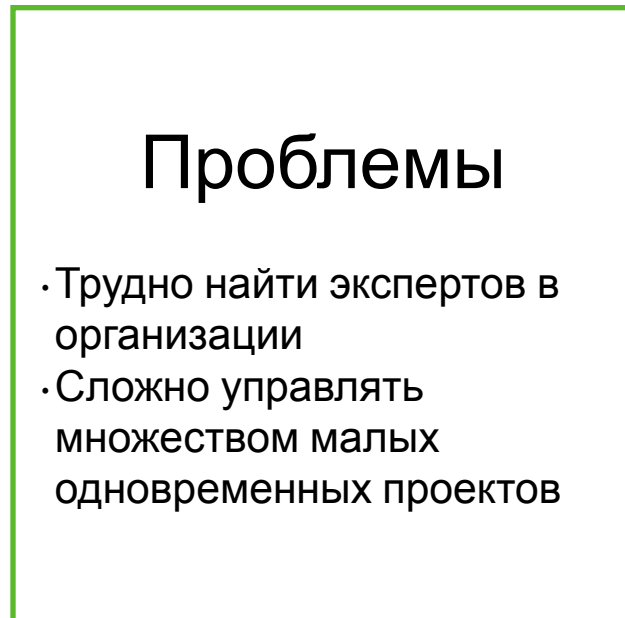 Проблемы
·Трудно найти экспертов в
организации
·Сложно управлять
множеством малых
одновременных проектов